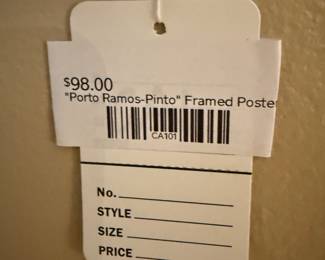 $98.00
"Porto Ramos-Pinto" Framed Poster
CA101
No.
STYLE
SIZE
PRICE